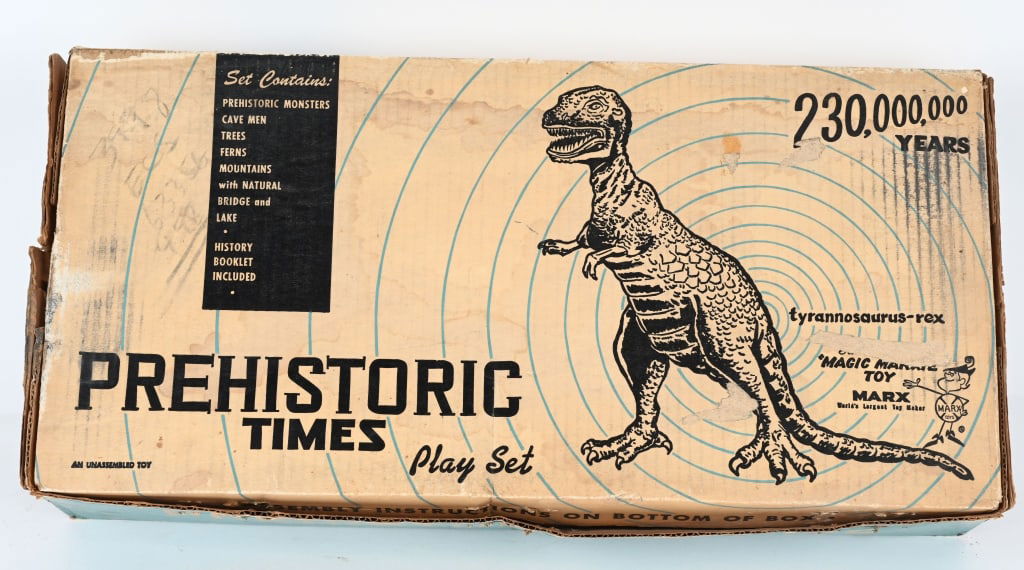 Set Contains:
PREHISTORIC MONSTERS
CAVE MEN
TREES
FERNS
MOUNTAINS
with NATURAL
BRIDGE and
LAKE
•
HISTORY
BOOKLET
INCLUDED
•
230,000,000
YEARS
tyrannosaurus-rex
"MAGIC MARXIE
TOY
MARX
World's Largest Toy Maker
MARX
TOYS
®
PREHISTORIC
TIMES
Play Set
AN UNASSEMBLED TOY
ASSEMBLY INSTRUCTIONS ON BOTTOM OF BOX